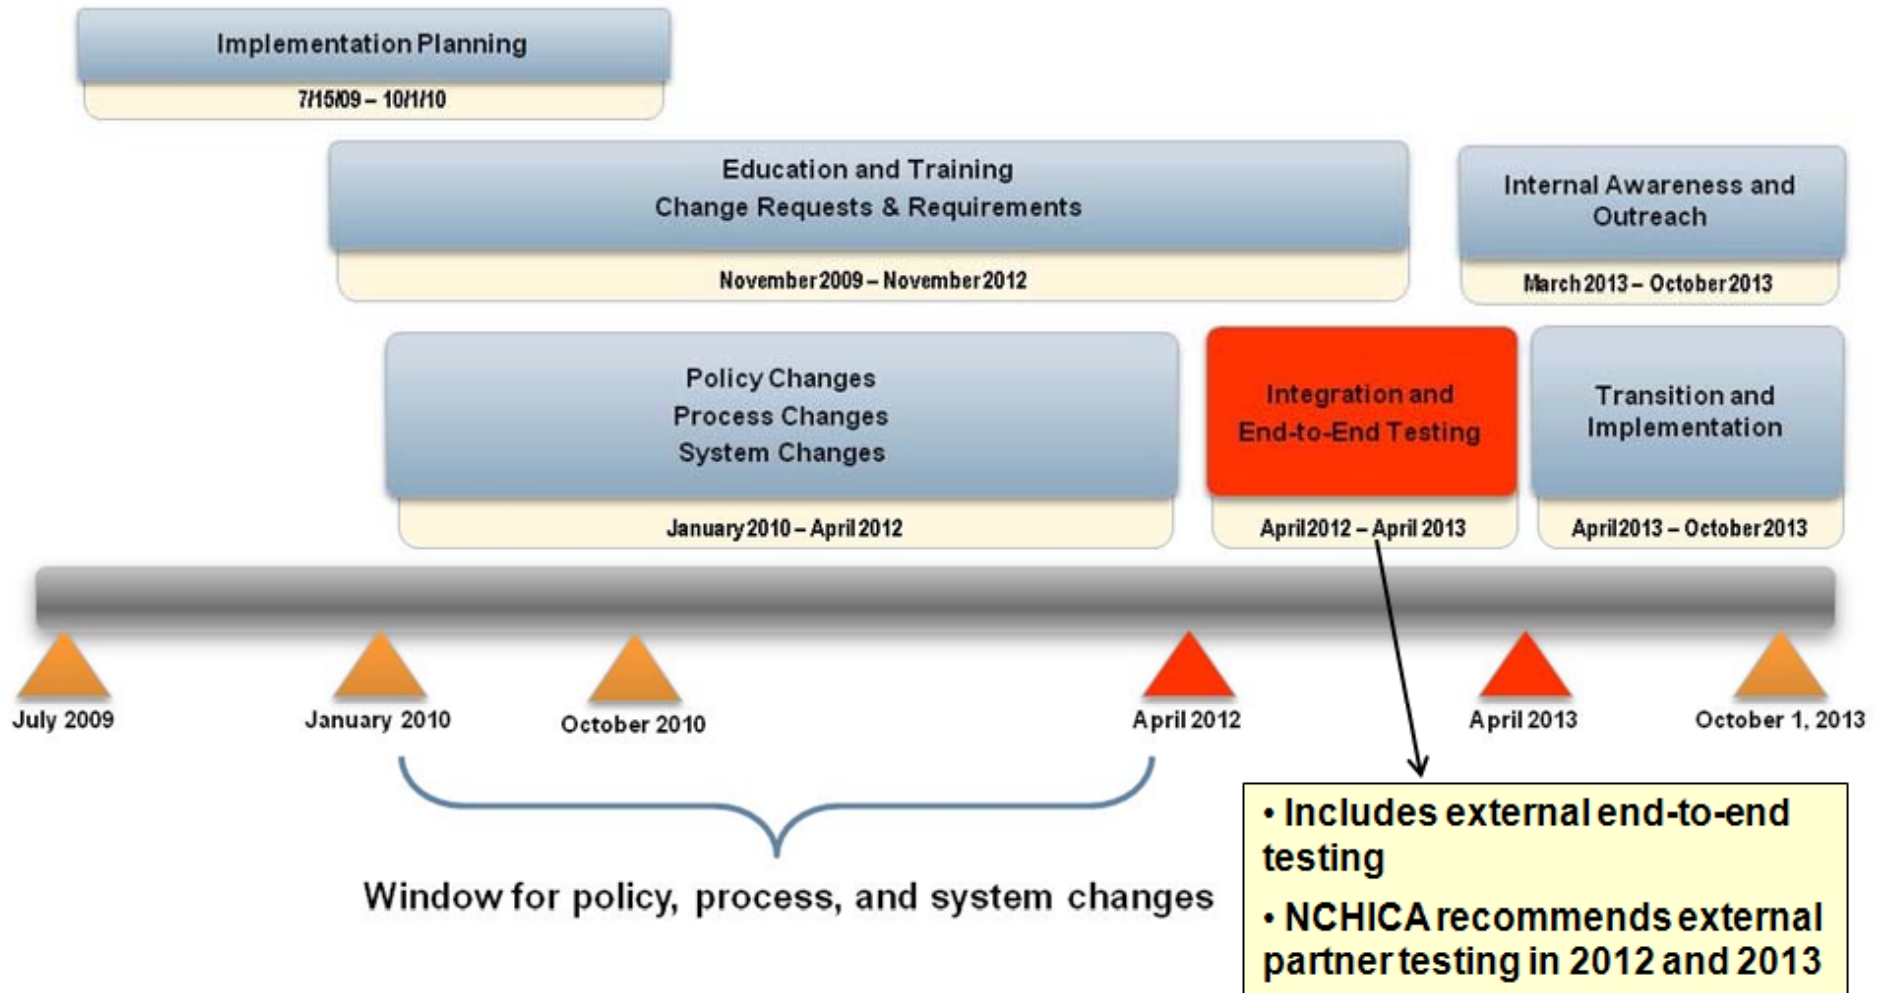 Implementation Planning
7/15/09 – 10/1/10
Education and Training
Change Requests & Requirements
November 2009 – November 2012
Internal Awareness and
Outreach
March 2013 – October 2013
Policy Changes
Process Changes
System Changes
January 2010 – April 2012
Integration and
End-to-End Testing
April 2012 – April 2013
Transition and
Implementation
April 2013 – October 2013
July 2009
January 2010
October 2010
April 2012
April 2013
October 1, 2013
Window for policy, process, and system changes
• Includes external end-to-end
testing
• NCHICA recommends external
partner testing in 2012 and 2013